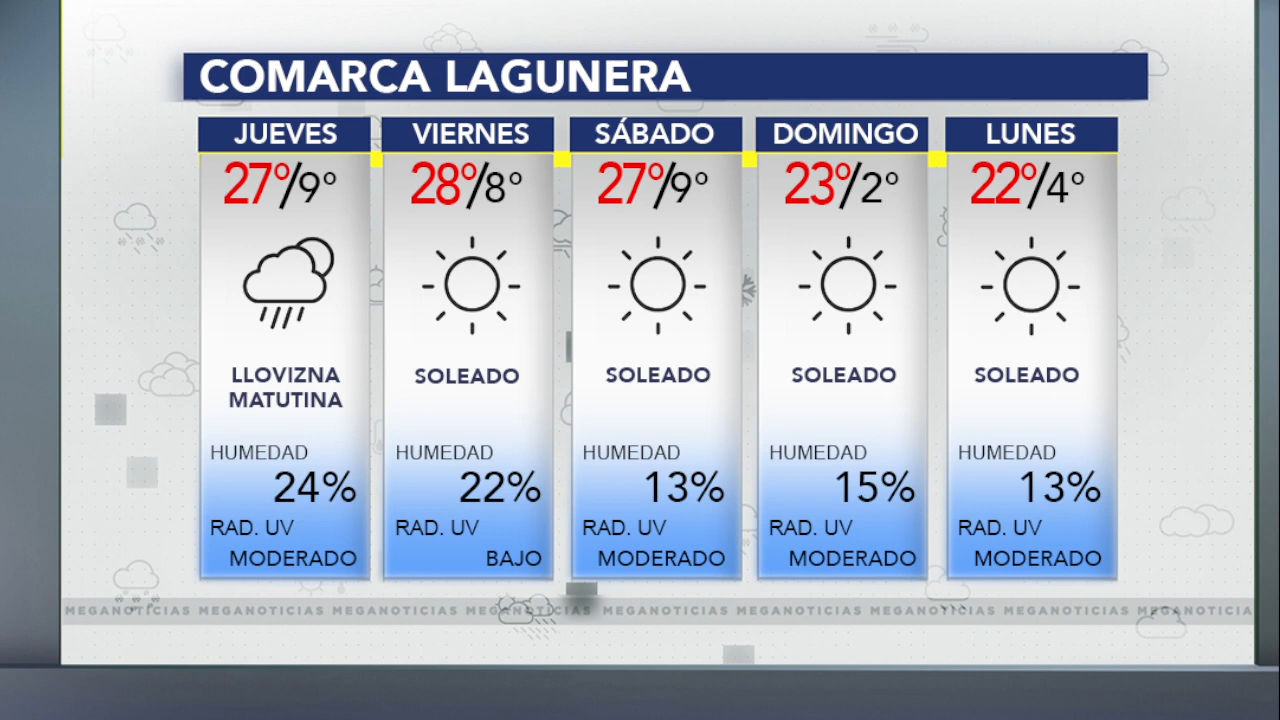 COMARCA LAGUNERA
JUEVES
27°/9°
LLOVIZNA
MATUTINA
HUMEDAD
24%
RAD. UV
MODERADO
VIERNES
28°/8°
SOLEADO
HUMEDAD
22%
RAD. UV
BAJO
SÁBADO
27°/9°
SOLEADO
HUMEDAD
13%
RAD. UV
MODERADO
DOMINGO
23°/2°
SOLEADO
HUMEDAD
15%
RAD. UV
MODERADO
LUNES
22°/4°
SOLEADO
HUMEDAD
13%
RAD. UV
MODERADO
MEGANOTICIAS MEGANOTICIAS MEGANOTICIAS MEGANOTICIAS MEGANOTICIAS MEGANOTICIAS MEGANOTICIAS MEGANOTICIAS MEGANOTICIA